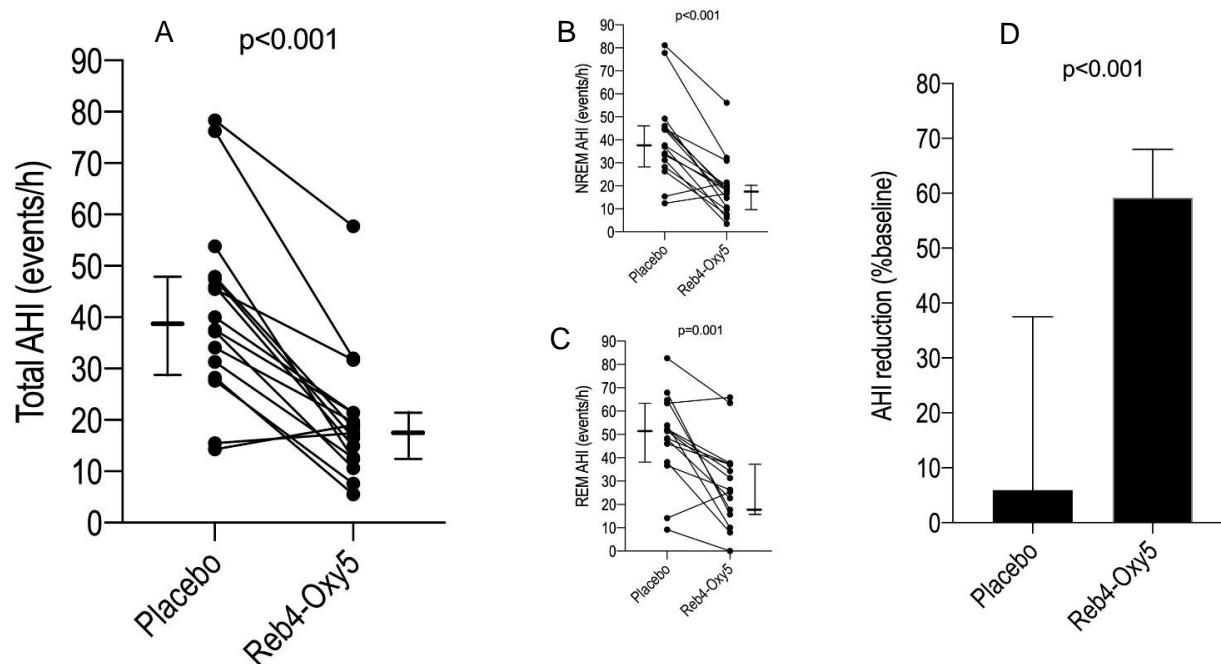 A
p<0.001
Total AHI (events/h)
90
80
70
60
50
40
30
20
10
0
Placebo
Reb4-Oxy5
B
p<0.001
NREM AHI (events/h)
90
80
70
60
50
40
30
20
10
0
Placebo
Reb4-Oxy5
C
p=0.001
REM AHI (events/h)
90
80
70
60
50
40
30
20
10
0
Placebo
Reb4-Oxy5
D
p<0.001
AHI reduction (%baseline)
80
70
60
50
40
30
20
10
0
Placebo
Reb4-Oxy5